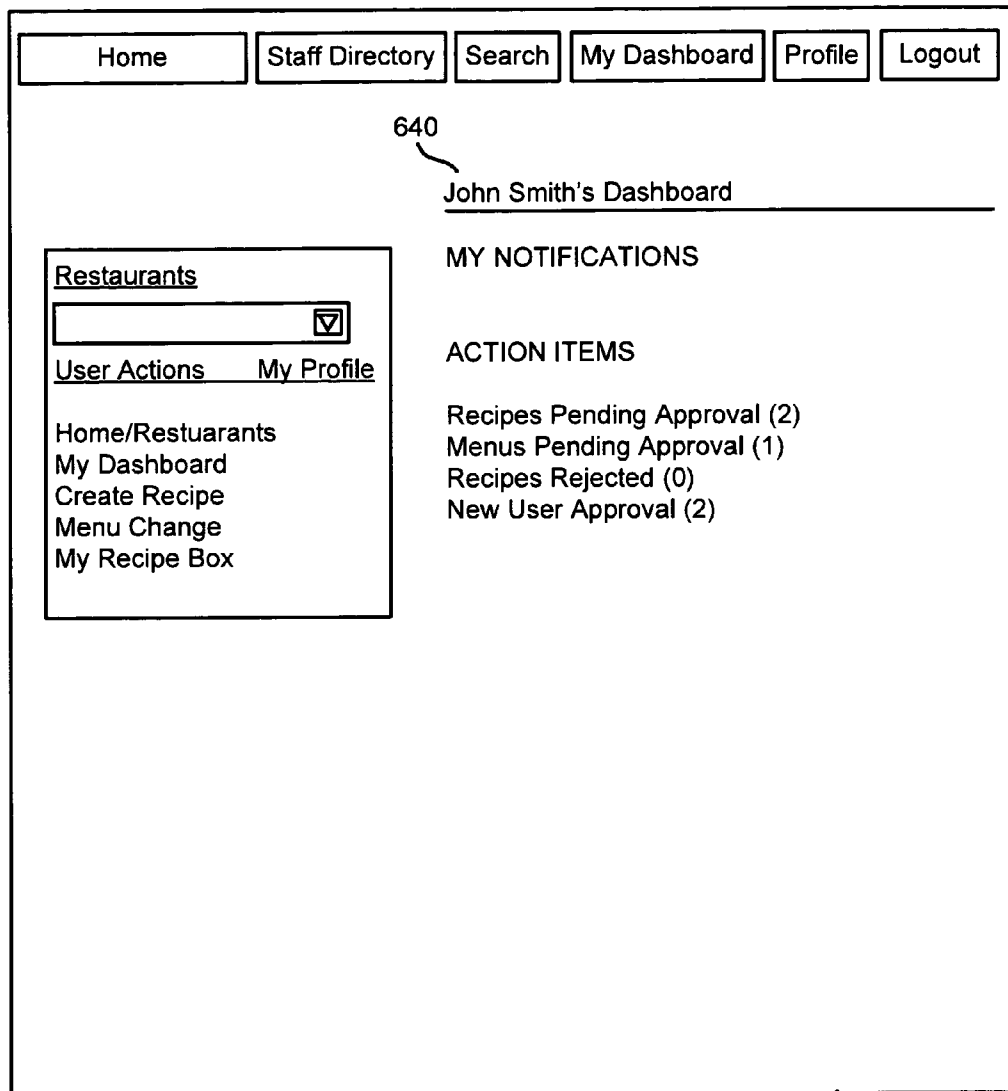 Home Staff Directory Search My Dashboard Profile Logout
640
John Smith's Dashboard
Restaurants
User Actions My Profile
Home/Restuarants
My Dashboard
Create Recipe
Menu Change
My Recipe Box
MY NOTIFICATIONS
ACTION ITEMS
Recipes Pending Approval (2)
Menus Pending Approval (1)
Recipes Rejected (0)
New User Approval (2)